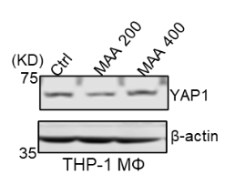 (KD) Ctrl MAA 200 MAA 400
75
YAP1
β-actin
35
THP-1 MΦ